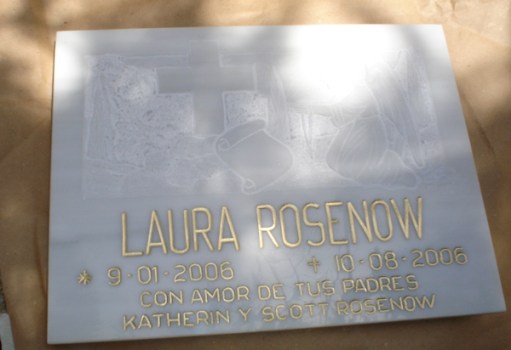 LAURA ROSENOW
* 9-01-2006 + 10-08-2006
CON AMOR DE TUS PADRES
KATHERIN Y SCOTT ROSENOW